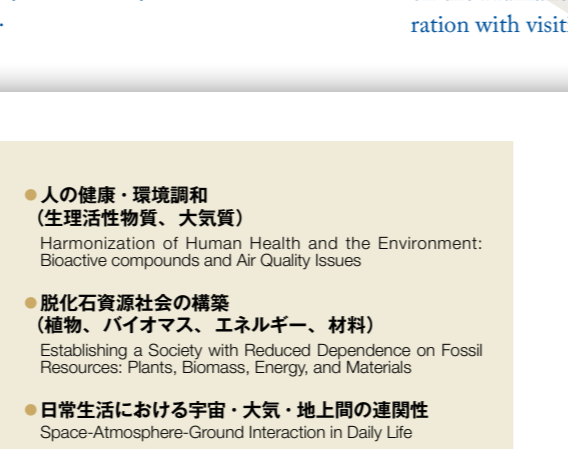 ration with visit
●人の健康・環境調和
（生理活性物質、大気質）
Harmonization of Human Health and the Environment:
Bioactive compounds and Air Quality Issues
●脱化石資源社会の構築
（植物、バイオマス、エネルギー、材料）
Establishing a Society with Reduced Dependence on Fossil
Resources: Plants, Biomass, Energy, and Materials
●日常生活における宇宙・大気・地上間の連関性
Space-Atmosphere-Ground Interaction in Daily Life